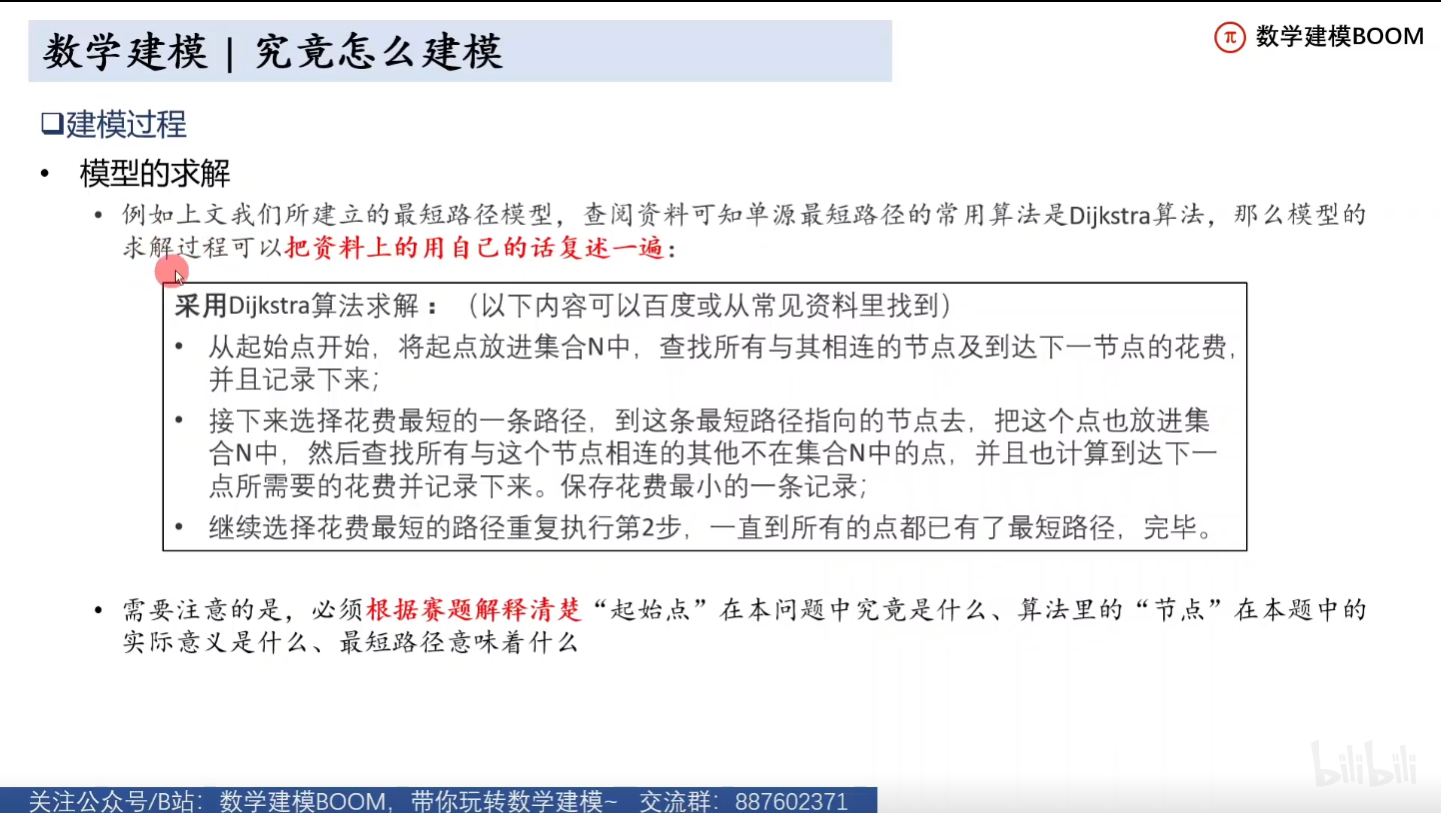 数学建模 | 究竟怎么建模
π 数学建模BOOM
❑建模过程
• 模型的求解
• 例如上文我们所建立的最短路径模型，查阅资料可知单源最短路径的常用算法是Dijkstra算法，那么模型的
求解过程可以把资料上的用自己的话复述一遍：
采用Dijkstra算法求解：（以下内容可以百度或从常见资料里找到）
• 从起始点开始，将起点放进集合N中，查找所有与其相连的节点及到达下一节点的花费，
并且记录下来；
• 接下来选择花费最短的一条路径，到这条最短路径指向的节点去，把这个点也放进集
合N中，然后查找所有与这个节点相连的其他不在集合N中的点，并且也计算到达下一
点所需要的花费并记录下来。保存花费最小的一条记录；
• 继续选择花费最短的路径重复执行第2步，一直到所有的点都已有了最短路径，完毕。
• 需要注意的是，必须根据赛题解释清楚“起始点”在本问题中究竟是什么、算法里的“节点”在本题中的
实际意义是什么、最短路径意味着什么
bilibili
关注公众号/B站：数学建模BOOM，带你玩转数学建模~ 交流群：887602371